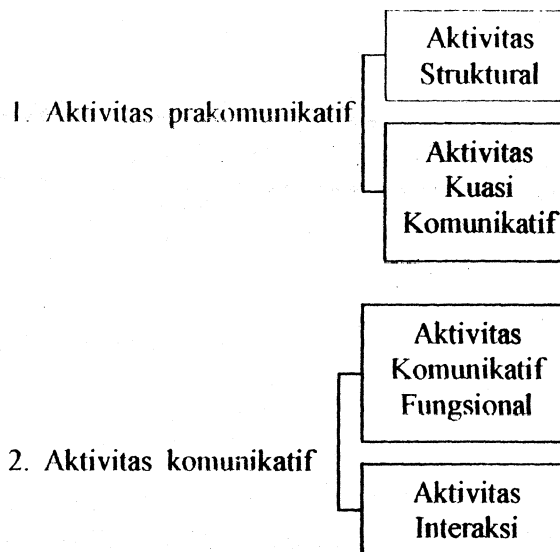 Aktivitas
Struktural
1. Aktivitas prakomunikatif
Aktivitas
Kuasi
Komunikatif
Aktivitas
Komunikatif
Fungsional
2. Aktivitas komunikatif
Aktivitas
Interaksi